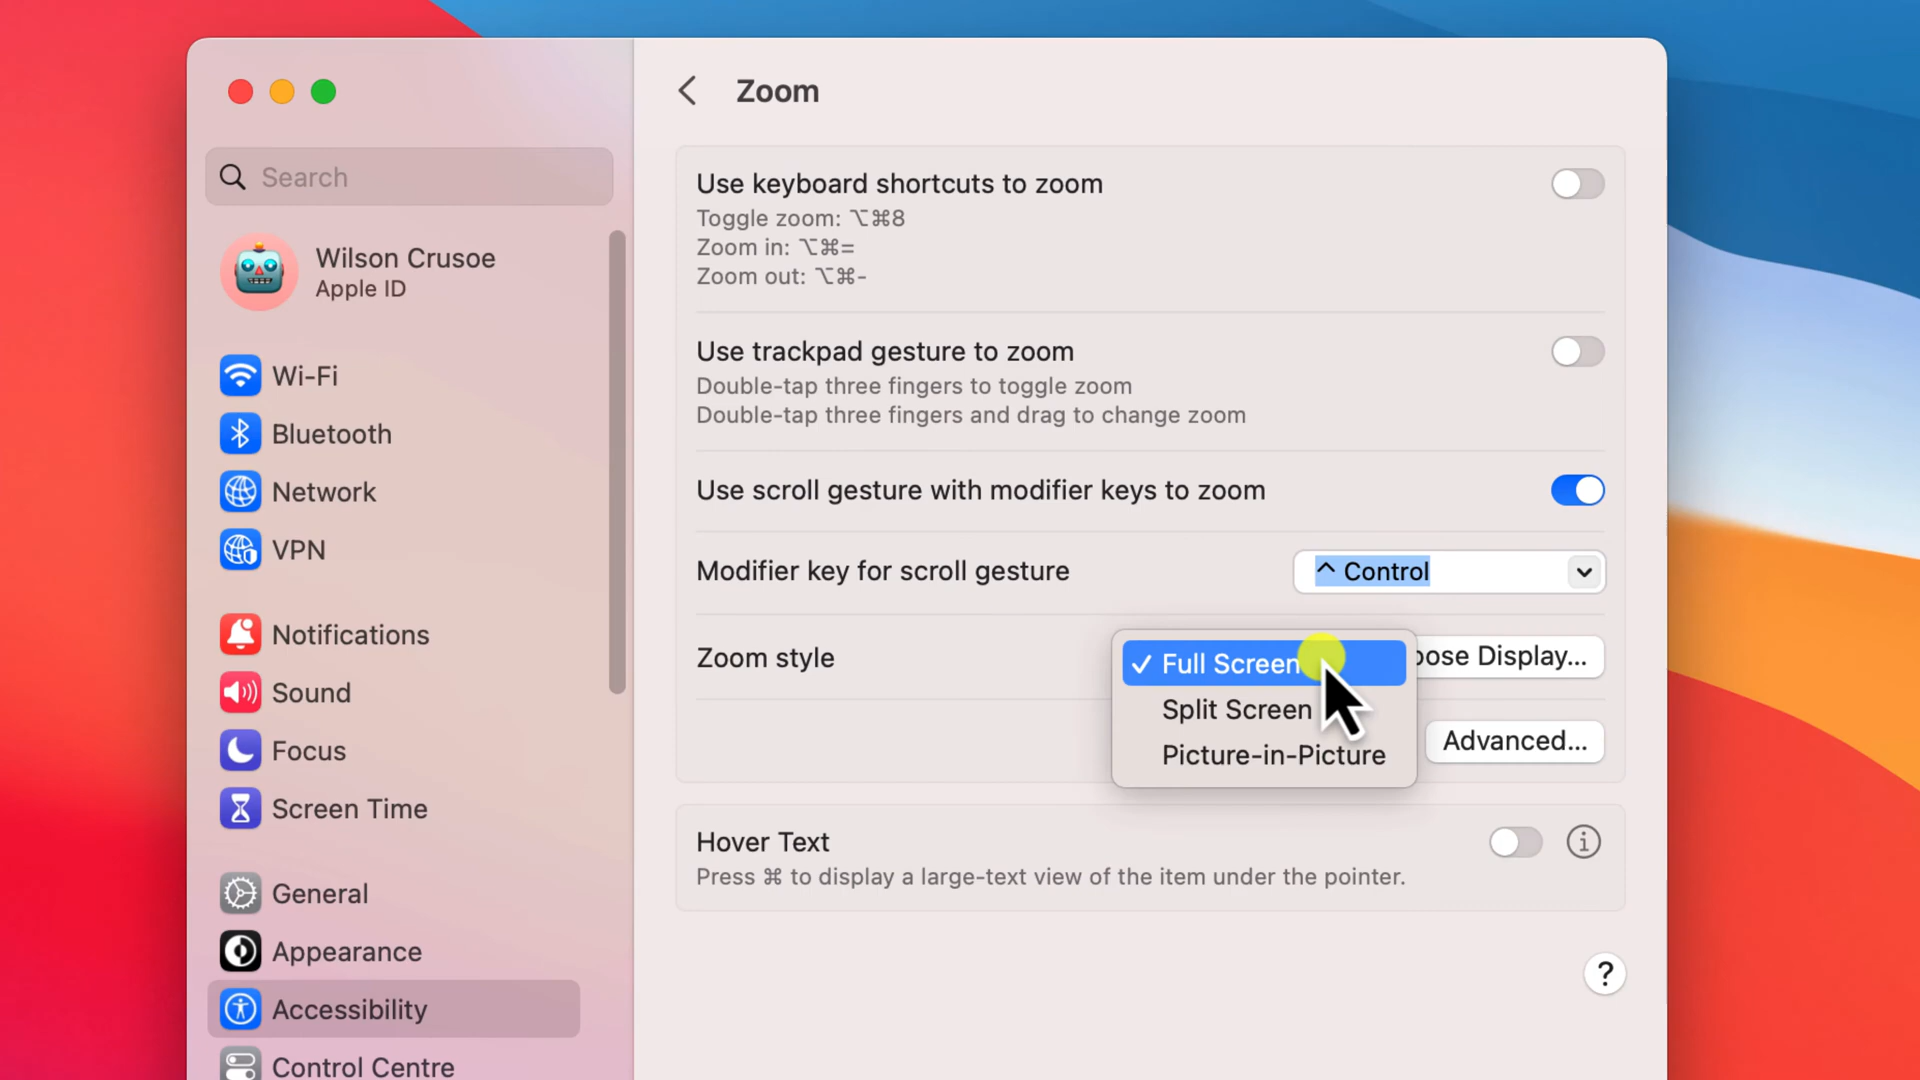 Zoom
Search
Wilson Crusoe
Apple ID
Wi-Fi
Bluetooth
Network
VPN
Notifications
Sound
Focus
Screen Time
General
Appearance
Accessibility
Control Centre
Use keyboard shortcuts to zoom
Toggle zoom: ⌥⌘8
Zoom in: ⌥⌘=
Zoom out: ⌥⌘-
Use trackpad gesture to zoom
Double-tap three fingers to toggle zoom
Double-tap three fingers and drag to change zoom
Use scroll gesture with modifier keys to zoom
Modifier key for scroll gesture
^ Control
Zoom style
✓ Full Screen
Split Screen
Picture-in-Picture
Display...
Advanced...
Hover Text
Press ⌘ to display a large-text view of the item under the pointer.
?